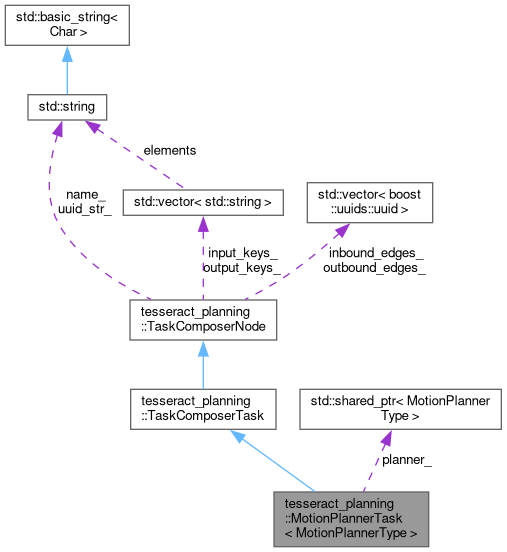 std::basic_string<
Char >
std::string
elements
name_
uuid_str_
std::vector< std::string >
std::vector< boost
::uuids::uuid >
input_keys_
output_keys_
inbound_edges_
outbound_edges_
tesseract_planning
::TaskComposerNode
tesseract_planning
::TaskComposerTask
std::shared_ptr< MotionPlanner
Type >
planner_
tesseract_planning
::MotionPlannerTask
< MotionPlannerType >